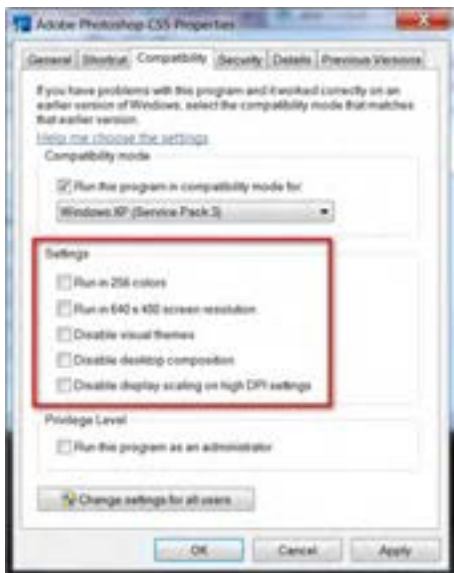 Adobe Photoshop CS5 Properties
General Shortcut Compatibility Security Details Previous Versions
If you have problems with this program and it worked correctly on an
earlier version of Windows, select the compatibility mode that matches
that earlier version.
Help me choose the settings
Compatibility mode
Run this program in compatibility mode for:
Windows XP (Service Pack 3)
Settings
Run in 256 colors
Run in 640 x 480 screen resolution
Disable visual themes
Disable desktop composition
Disable display scaling on high DPI settings
Privilege Level
Run this program as an administrator
Change settings for all users
OK Cancel Apply